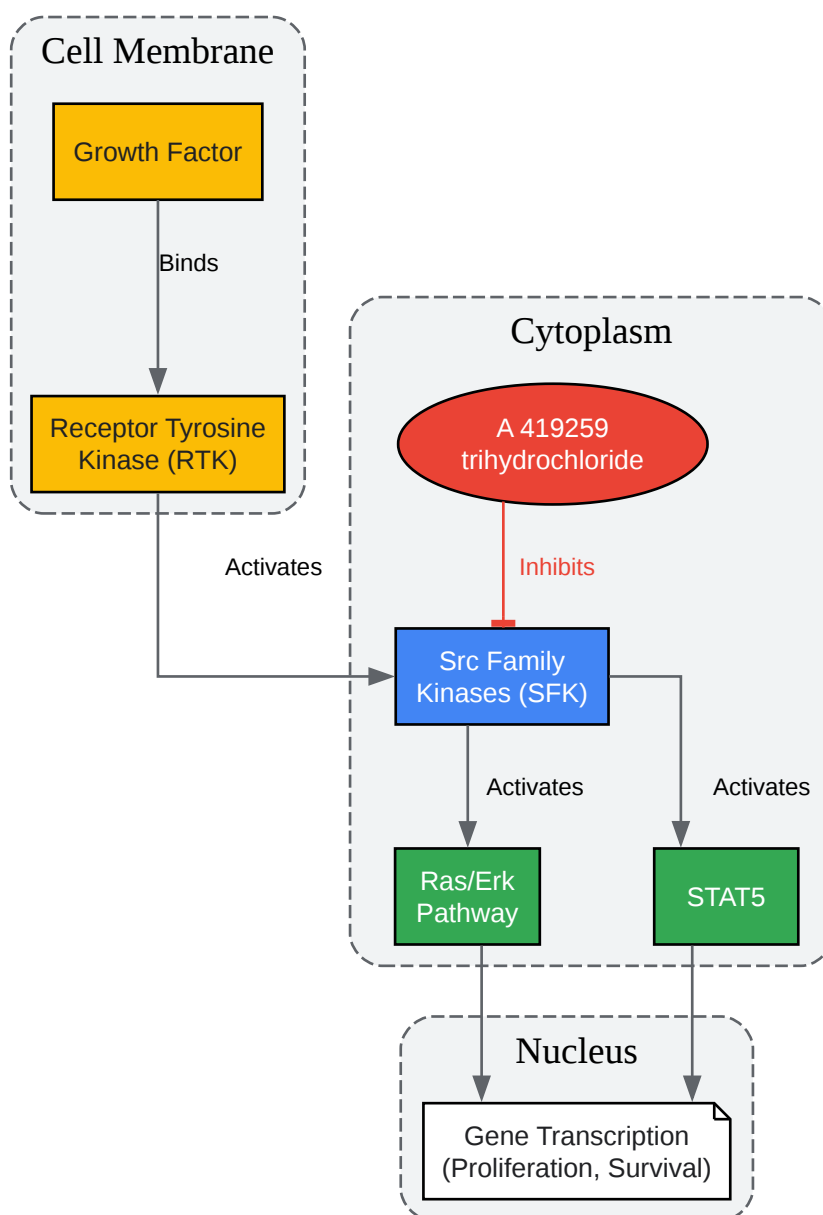 Cell Membrane
Growth Factor
Binds
Receptor Tyrosine
Kinase (RTK)
Cytoplasm
A 419259
trihydrochloride
Activates
Inhibits
Src Family
Kinases (SFK)
Activates
Activates
Ras/Erk
Pathway
STAT5
Nucleus
Gene Transcription
(Proliferation, Survival)